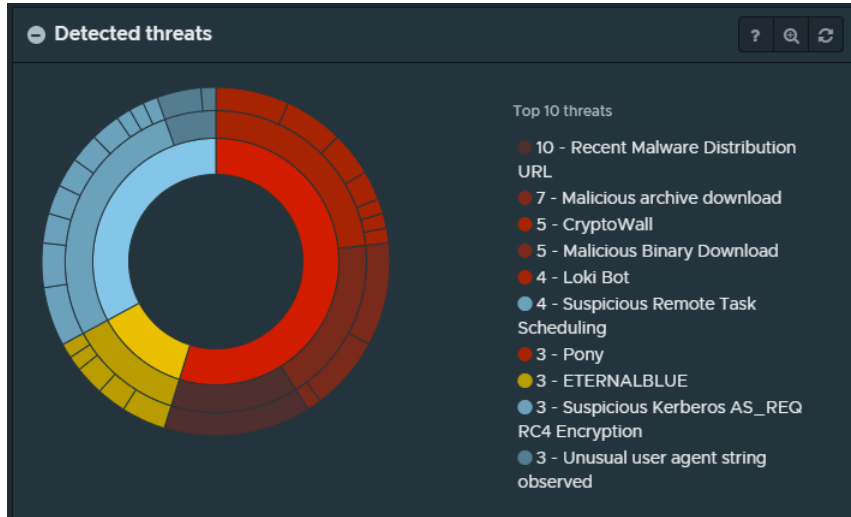 Detected threats
?
Top 10 threats
10 - Recent Malware Distribution
URL
7 - Malicious archive download
5 - CryptoWall
5 - Malicious Binary Download
4 - Loki Bot
4 - Suspicious Remote Task
Scheduling
3 - Pony
3 - ETERNALBLUE
3 - Suspicious Kerberos AS_REQ
RC4 Encryption
3 - Unusual user agent string
observed